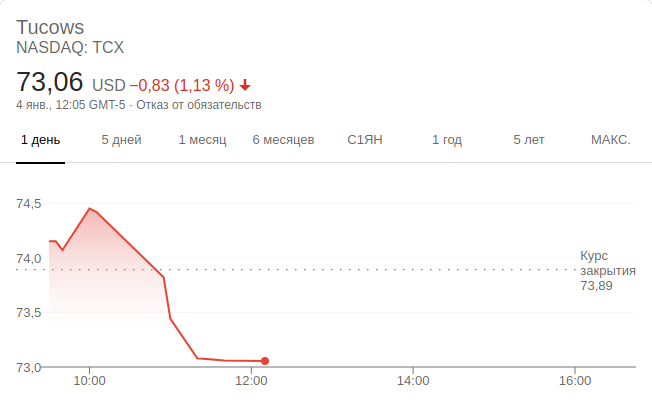 Tucows
NASDAQ: TCX
73,06 USD −0,83 (1,13 %)
4 янв., 12:05 GMT-5 · Отказ от обязательств
1 день 5 дней 1 месяц 6 месяцев С1ЯН 1 год 5 лет МАКС.
74,5
74,0
Курс
закрытия
73,89
73,5
73,0
10:00 12:00 14:00 16:00